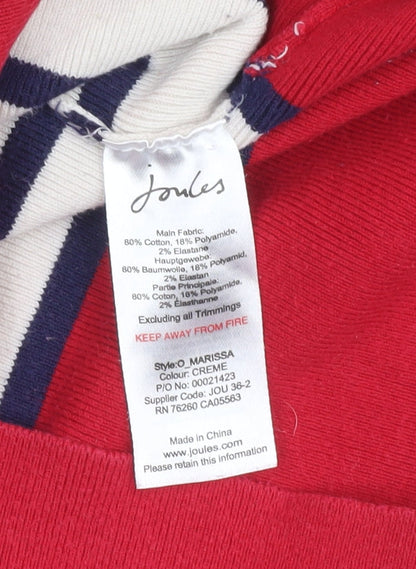 Joules
Main Fabric:
80% Cotton, 18% Polyamide,
2% Elastane
Hauptgewebe:
80% Baumwolle, 18% Polyamid,
2% Elastan
Partie Principale:
80% Cotton, 18% Polyamide,
2% Elasthanne
Excluding all Trimmings
KEEP AWAY FROM FIRE
Style:O_MARISSA
Colour: CREME
P/O No: 00021423
Supplier Code: JOU 36-2
RN 76260 CA05563
Made in China
www.joules.com
Please retain this information